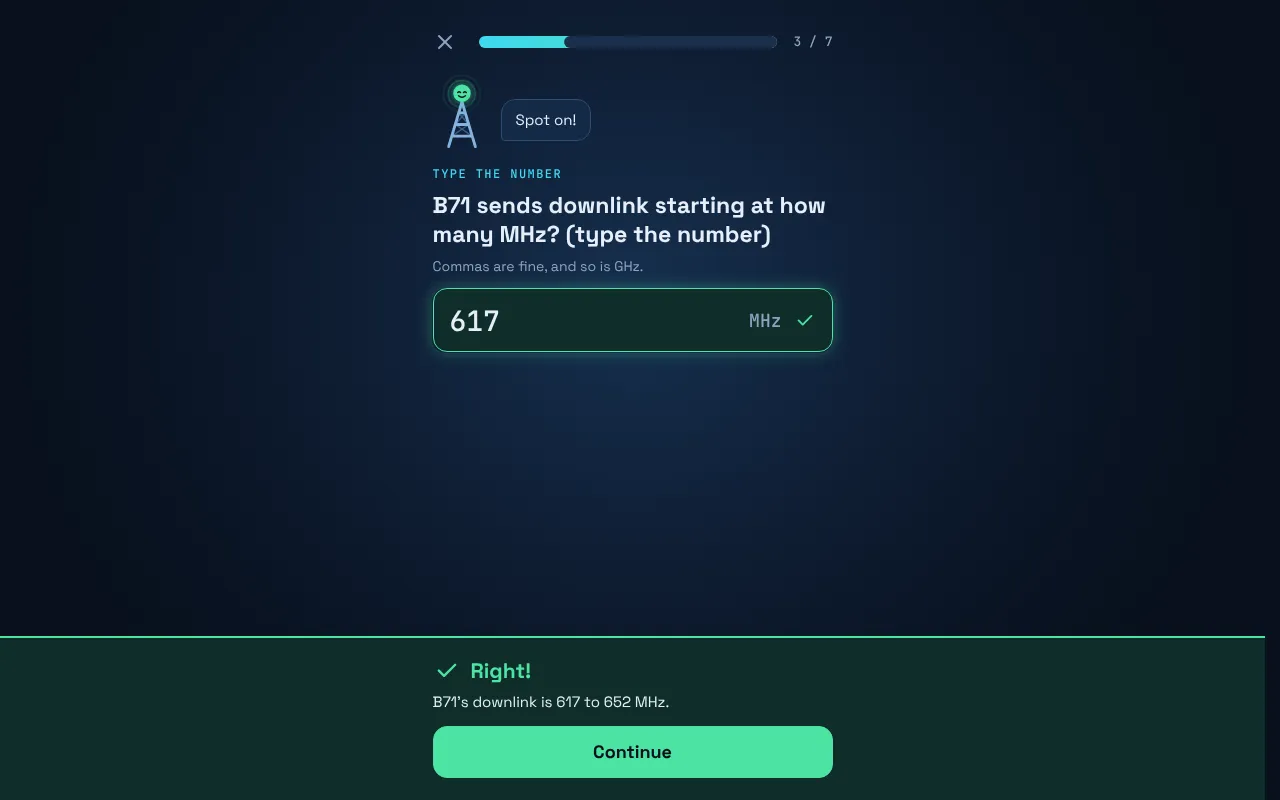 3 / 7
Spot on!
TYPE THE NUMBER
B71 sends downlink starting at how
many MHz? (type the number)
Commas are fine, and so is GHz.
617 MHz
Right!
B71's downlink is 617 to 652 MHz.
Continue